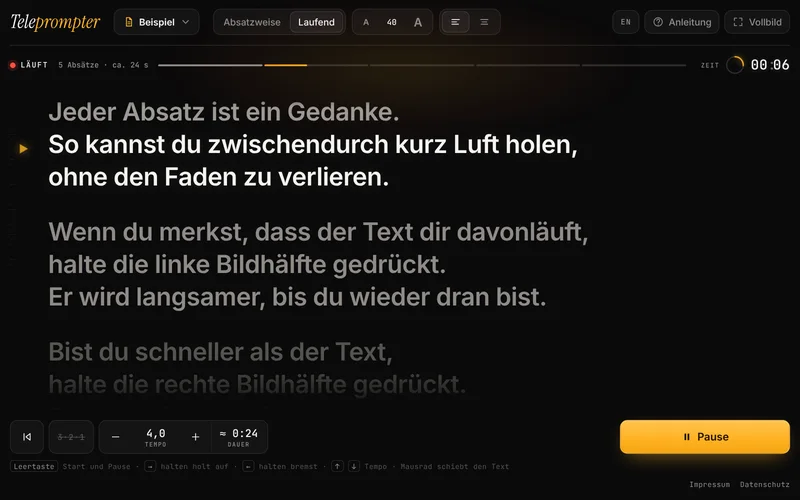 Teleprompter Beispiel Absatzweise Laufend A 40 A EN Anleitung Vollbild
LÄUFT 5 Absätze · ca. 24 s ZEIT 00:06
Jeder Absatz ist ein Gedanke.
So kannst du zwischendurch kurz Luft holen,
ohne den Faden zu verlieren.
Wenn du merkst, dass der Text dir davonläuft,
halte die linke Bildhälfte gedrückt.
Er wird langsamer, bis du wieder dran bist.
Bist du schneller als der Text,
halte die rechte Bildhälfte gedrückt.
3-2-1 − 4,0 + ≈ 0:24 Pause
TEMPO DAUER
Leertaste Start und Pause · → halten holt auf · ← halten bremst · ↑ ↓ Tempo · Mausrad schiebt den Text
Impressum Datenschutz